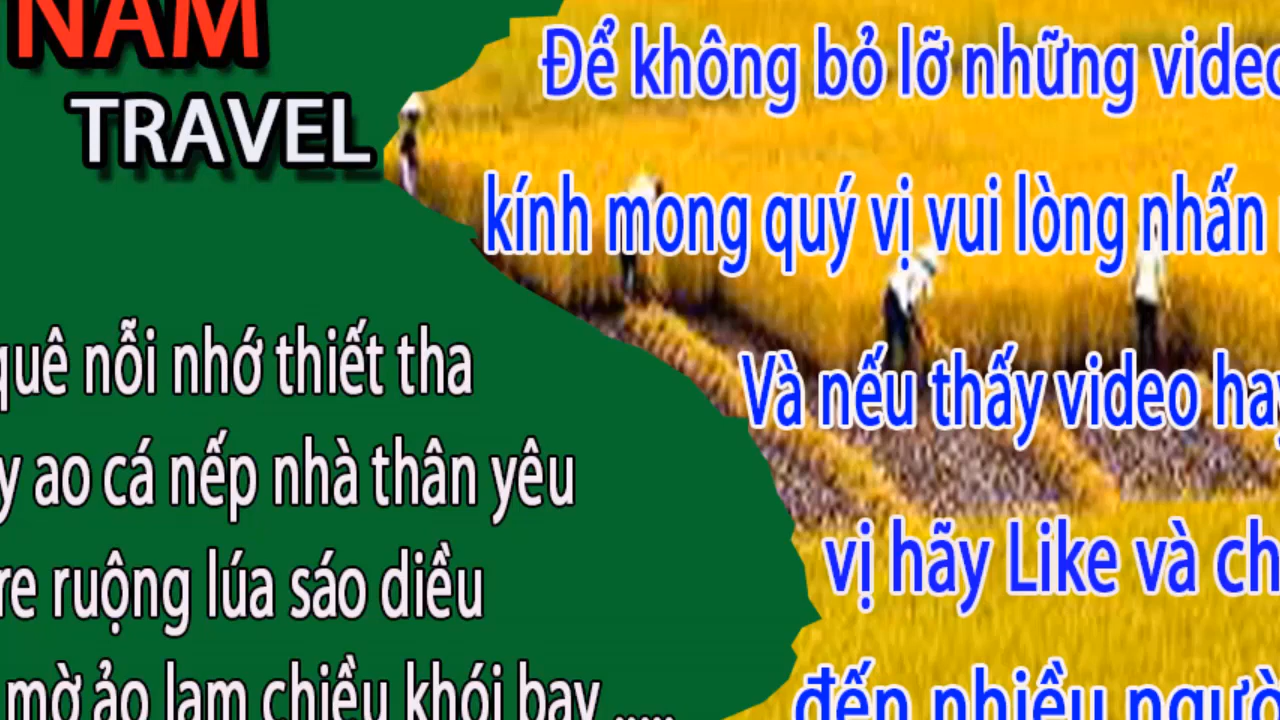 NAM
TRAVEL
quê nỗi nhớ thiết tha
y ao cá nếp nhà thân yêu
re ruộng lúa sáo diều
mờ ảo lam chiều khói bay .....
Để không bỏ lỡ những video
kính mong quý vị vui lòng nhấn
Và nếu thấy video hay
vị hãy Like và ch
đến nhiều ngườ